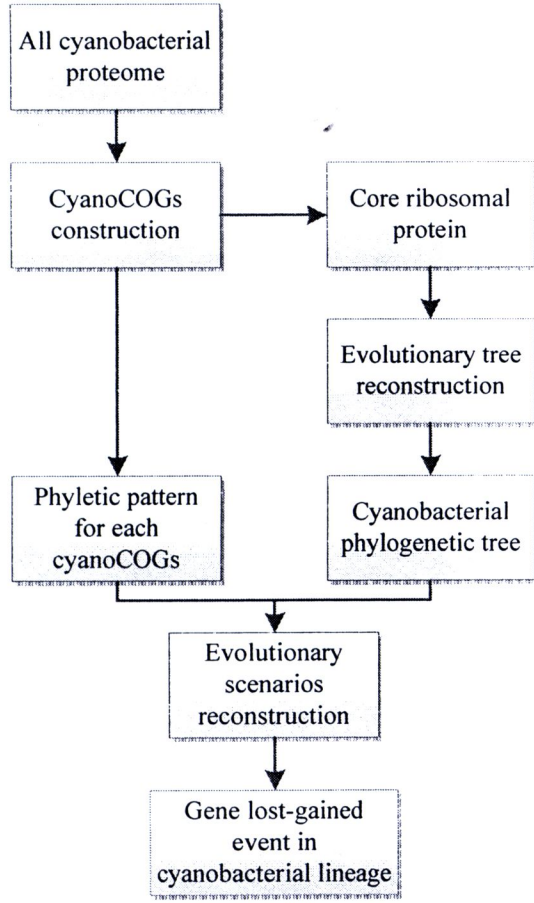 All cyanobacterial
proteome
CyanoCOGs
construction
Core ribosomal
protein
Evolutionary tree
reconstruction
Phyletic pattern
for each
cyanoCOGs
Cyanobacterial
phylogenetic tree
Evolutionary
scenarios
reconstruction
Gene lost-gained
event in
cyanobacterial lineage